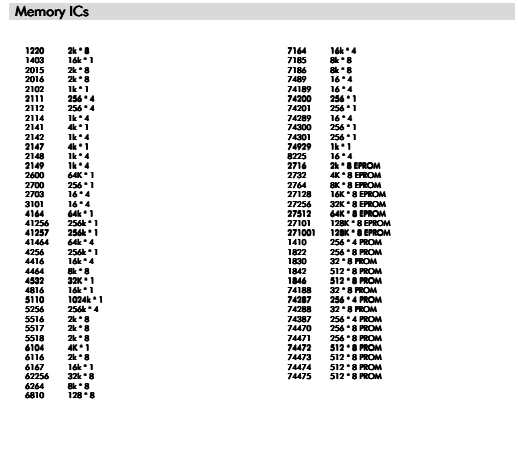 Memory ICs
1220 2k * 8
1403 16k * 1
2015 2k * 8
2016 2k * 8
2102 1k * 1
2111 256 * 4
2112 256 * 4
2114 1k * 4
2141 4k * 1
2142 1k * 4
2147 4k * 1
2148 1k * 4
2149 1k * 4
2600 64K * 1
2700 256 * 1
2703 16 * 4
3101 16 * 4
4164 64k * 1
41256 256k * 1
41257 256k * 1
41464 64k * 4
4256 256k * 1
4416 16k * 4
4464 8k * 8
4532 32K * 1
4816 16k * 1
5110 1024k * 1
5256 256k * 4
5516 2k * 8
5517 2k * 8
5518 2k * 8
6104 4K * 1
6116 2k * 8
6167 16k * 1
62256 32k * 8
6264 8k * 8
6810 128 * 8
7164 16k * 4
7185 8k * 8
7186 8k * 8
7489 16 * 4
74189 16 * 4
74200 256 * 1
74201 256 * 1
74289 16 * 4
74300 256 * 1
74301 256 * 1
74929 1k * 1
8225 16 * 4
2716 2k * 8 EPROM
2732 4K * 8 EPROM
2764 8K * 8 EPROM
27128 16K * 8 EPROM
27256 32K * 8 EPROM
27512 64K * 8 EPROM
27101 128K * 8 EPROM
271001 128K * 8 EPROM
1410 256 * 4 PROM
1822 256 * 8 PROM
1830 32 * 8 PROM
1842 512 * 8 PROM
1846 512 * 8 PROM
74188 32 * 8 PROM
74287 256 * 4 PROM
74288 32 * 8 PROM
74387 256 * 4 PROM
74470 256 * 8 PROM
74471 256 * 8 PROM
74472 512 * 8 PROM
74473 512 * 8 PROM
74474 512 * 8 PROM
74475 512 * 8 PROM